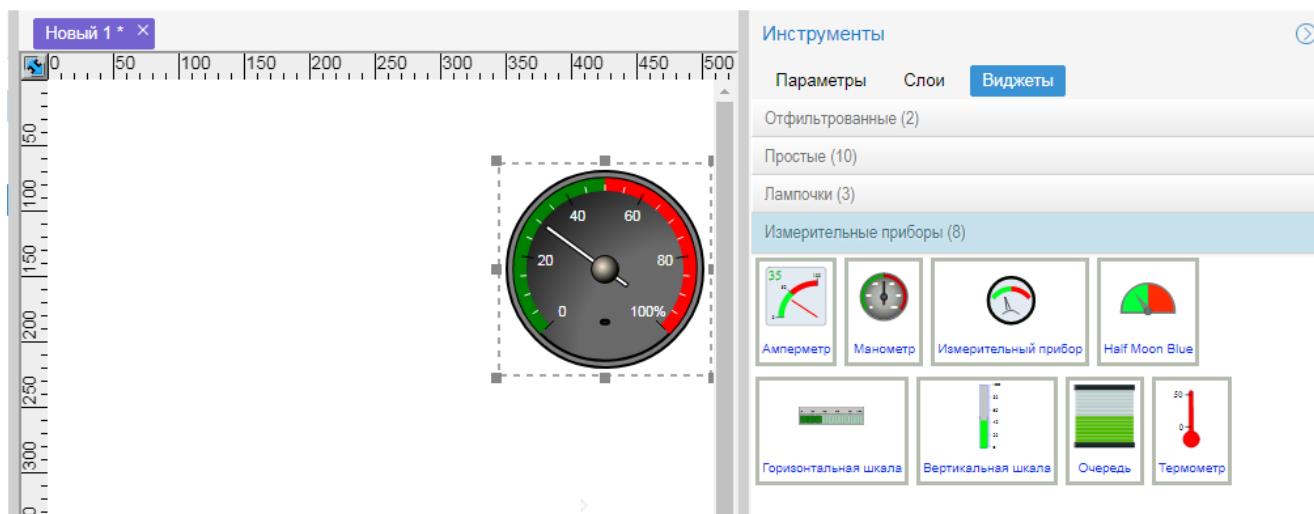 Новый 1 * ×
0 50 100 150 200 250 300 350 400 450 500
50
100
150
200
250
300
0 20 40 60 80 100%
Инструменты
Параметры Слои Виджеты
Отфильтрованные (2)
Простые (10)
Лампочки (3)
Измерительные приборы (8)
35
Амперметр Манометр Измерительный прибор Half Moon Blue
50
0
Горизонтальная шкала Вертикальная шкала Очередь Термометр